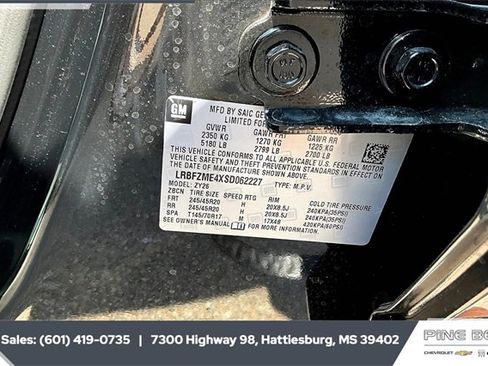 GM
MFD BY SAIC GE
LIMITED FOR
GVWR GAWR FRT GAWR RR
2350 KG 1270 KG 1225 KG
5180 LB 2799 LB 2700 LB
THIS VEHICLE CONFORMS TO ALL APPLICABLE U.S. FEDERAL MOTOR
VEHICLE SAFETY AND THEFT PREVENTION STANDARDS IN EFFECT ON
THE DATE OF MANUFACTURE SHOWN ABOVE.
LRBFZME4XSD062227 TYPE: M.P.V.
MODEL: ZY26
ZBCN TIRE SIZE SPEED RTG RIM COLD TIRE PRESSURE
FRT 245/45R20 H 20X8.5J 240KPA(35PSI)
RR 245/45R20 H 20X8.5J 240KPA(35PSI)
SPA T145/70R17 M 17X4B 420KPA(60PSI)
SEE OWNER'S MANUAL FOR
Sales: (601) 419-0735 | 7300 Highway 98, Hattiesburg, MS 39402
PINE B
CHEVROLET